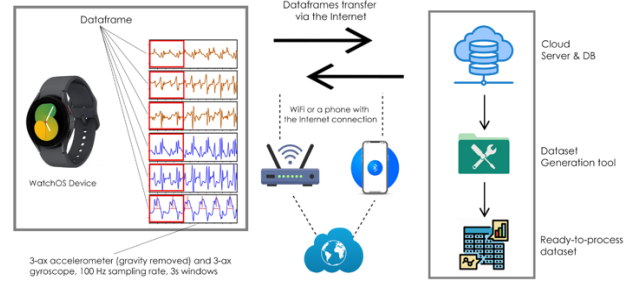 Dataframe
WatchOS Device
3-ax accelerometer (gravity removed) and 3-ax
gyroscope, 100 Hz sampling rate, 3s windows
Dataframes transfer
via the Internet
WiFi or a phone with
the Internet connection
Cloud
Server & DB
Dataset
Generation tool
Ready-to-process
dataset